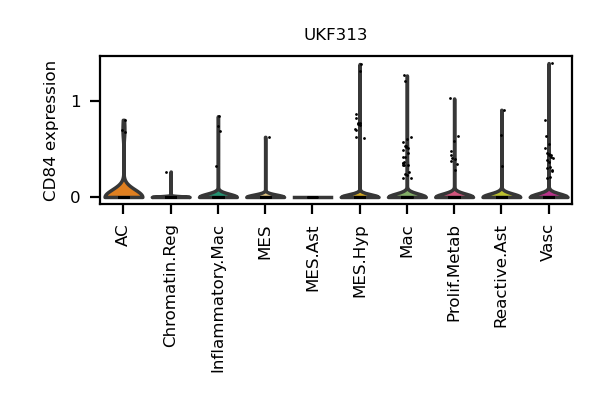 UKF313
CD84 expression
1
0
AC
Chromatin.Reg
Inflammatory.Mac
MES
MES.Ast
MES.Hyp
Mac
Prolif.Metab
Reactive.Ast
Vasc